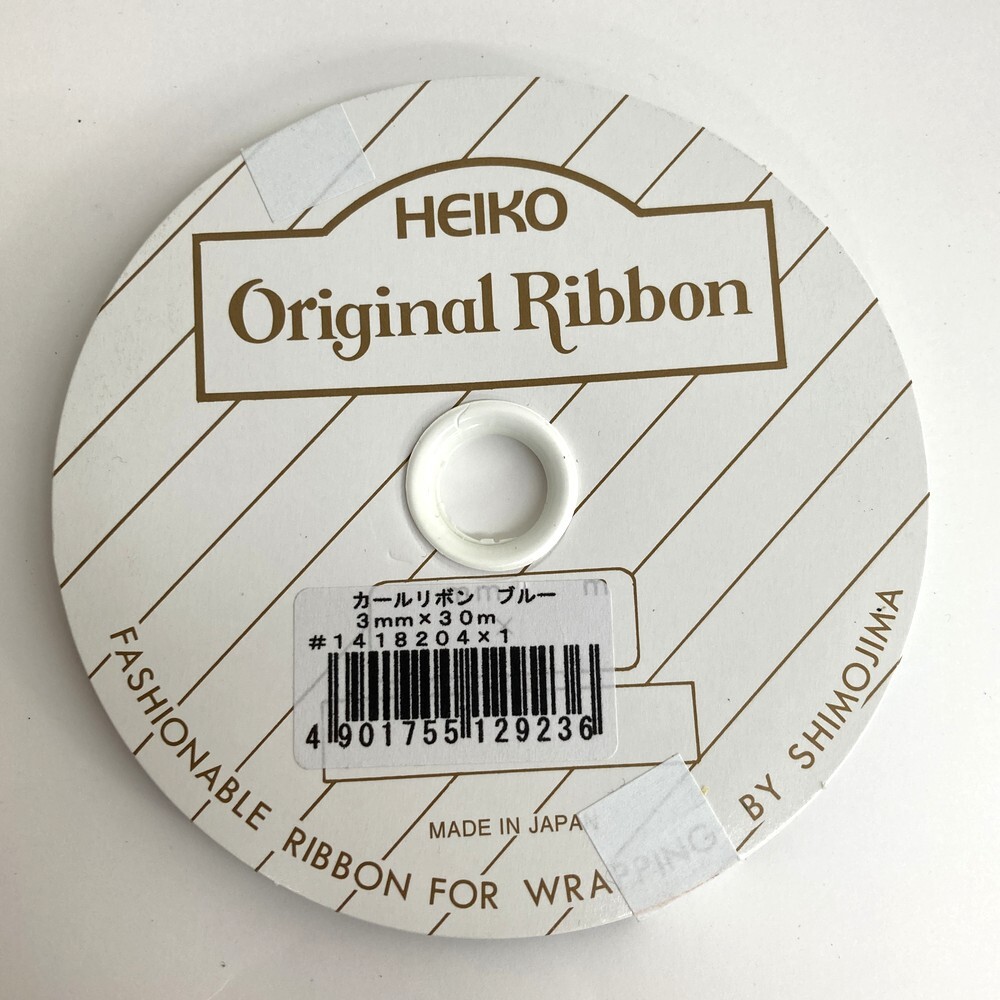 HEIKO
Original Ribbon
カールリボン　ブルー
3mm×30m
#1418204×1
4 901755 129236
MADE IN JAPAN
FASHIONABLE RIBBON FOR WRAPPING BY SHIMOJIMA